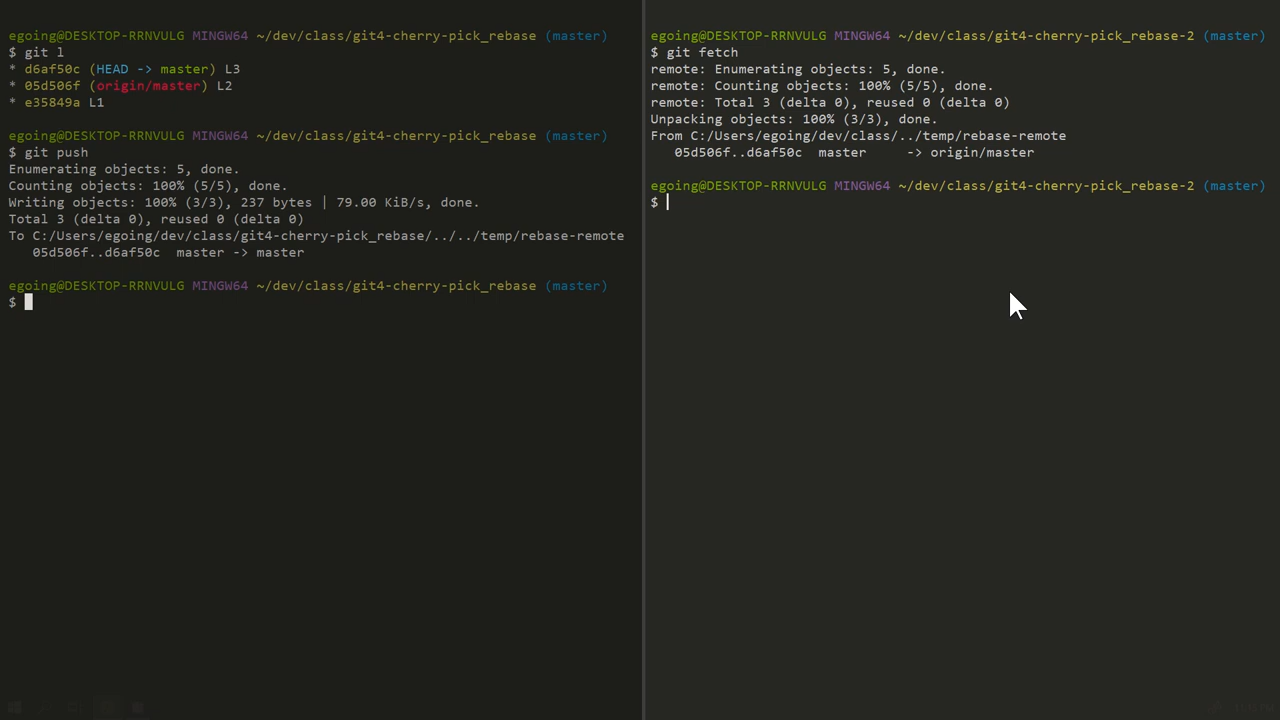 egoing@DESKTOP-RRNVULG MINGW64 ~/dev/class/git4-cherry-pick_rebase (master)
$ git l
* d6af50c (HEAD -> master) L3
* 05d506f (origin/master) L2
* e35849a L1
egoing@DESKTOP-RRNVULG MINGW64 ~/dev/class/git4-cherry-pick_rebase (master)
$ git push
Enumerating objects: 5, done.
Counting objects: 100% (5/5), done.
Writing objects: 100% (3/3), 237 bytes | 79.00 KiB/s, done.
Total 3 (delta 0), reused 0 (delta 0)
To C:/Users/egoing/dev/class/git4-cherry-pick_rebase/../../temp/rebase-remote
05d506f..d6af50c  master -> master
egoing@DESKTOP-RRNVULG MINGW64 ~/dev/class/git4-cherry-pick_rebase (master)
$
egoing@DESKTOP-RRNVULG MINGW64 ~/dev/class/git4-cherry-pick_rebase-2 (master)
$ git fetch
remote: Enumerating objects: 5, done.
remote: Counting objects: 100% (5/5), done.
remote: Total 3 (delta 0), reused 0 (delta 0)
Unpacking objects: 100% (3/3), done.
From C:/Users/egoing/dev/class/../temp/rebase-remote
05d506f..d6af50c  master     -> origin/master
egoing@DESKTOP-RRNVULG MINGW64 ~/dev/class/git4-cherry-pick_rebase-2 (master)
$